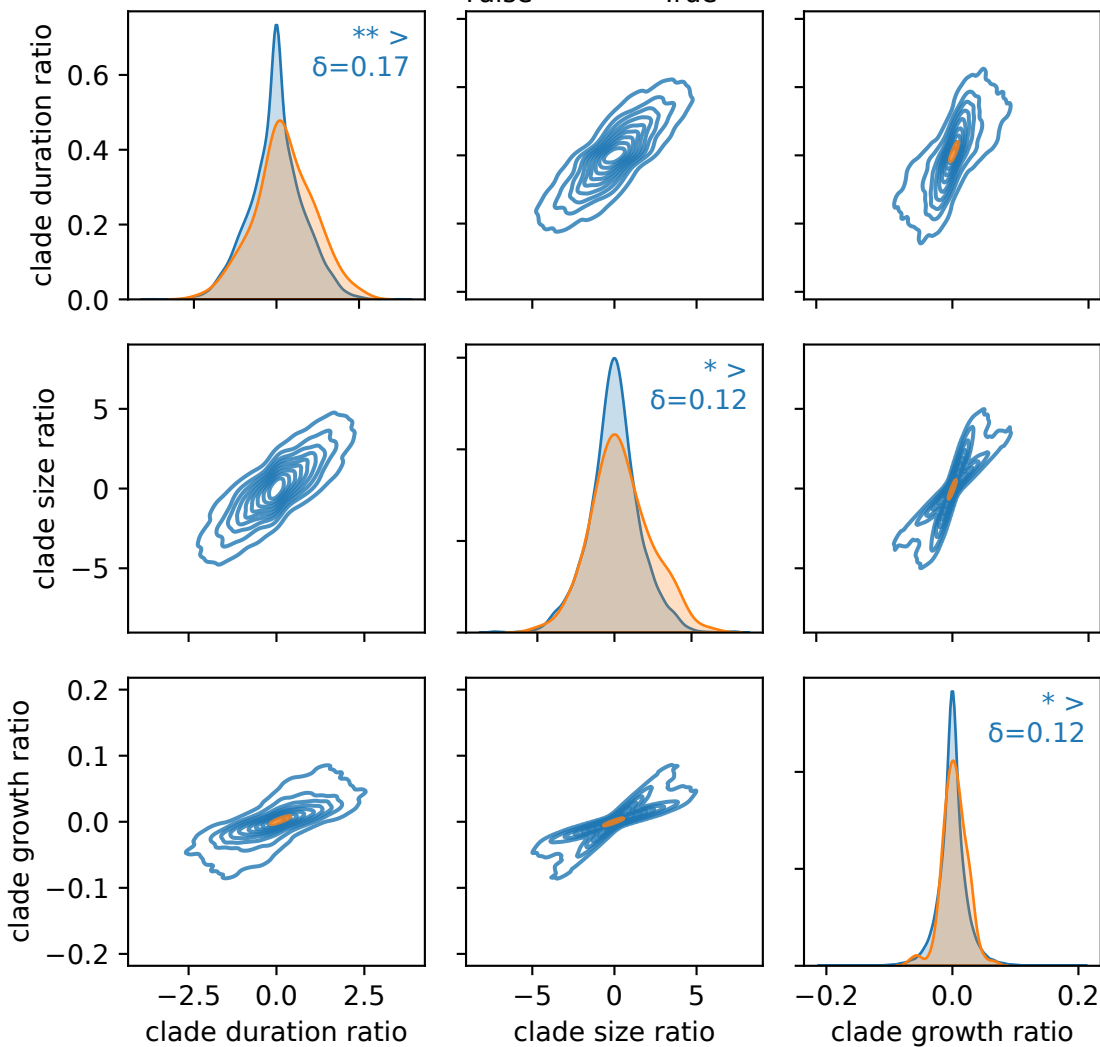 clade duration ratio
0.6
0.4
0.2
0.0
** >
δ=0.17
clade size ratio
5
0
−5
* >
δ=0.12
clade growth ratio
0.2
0.1
0.0
−0.1
−0.2
* >
δ=0.12
−2.5 0.0 2.5
clade duration ratio
−5 0 5
clade size ratio
−0.2 0.0 0.2
clade growth ratio